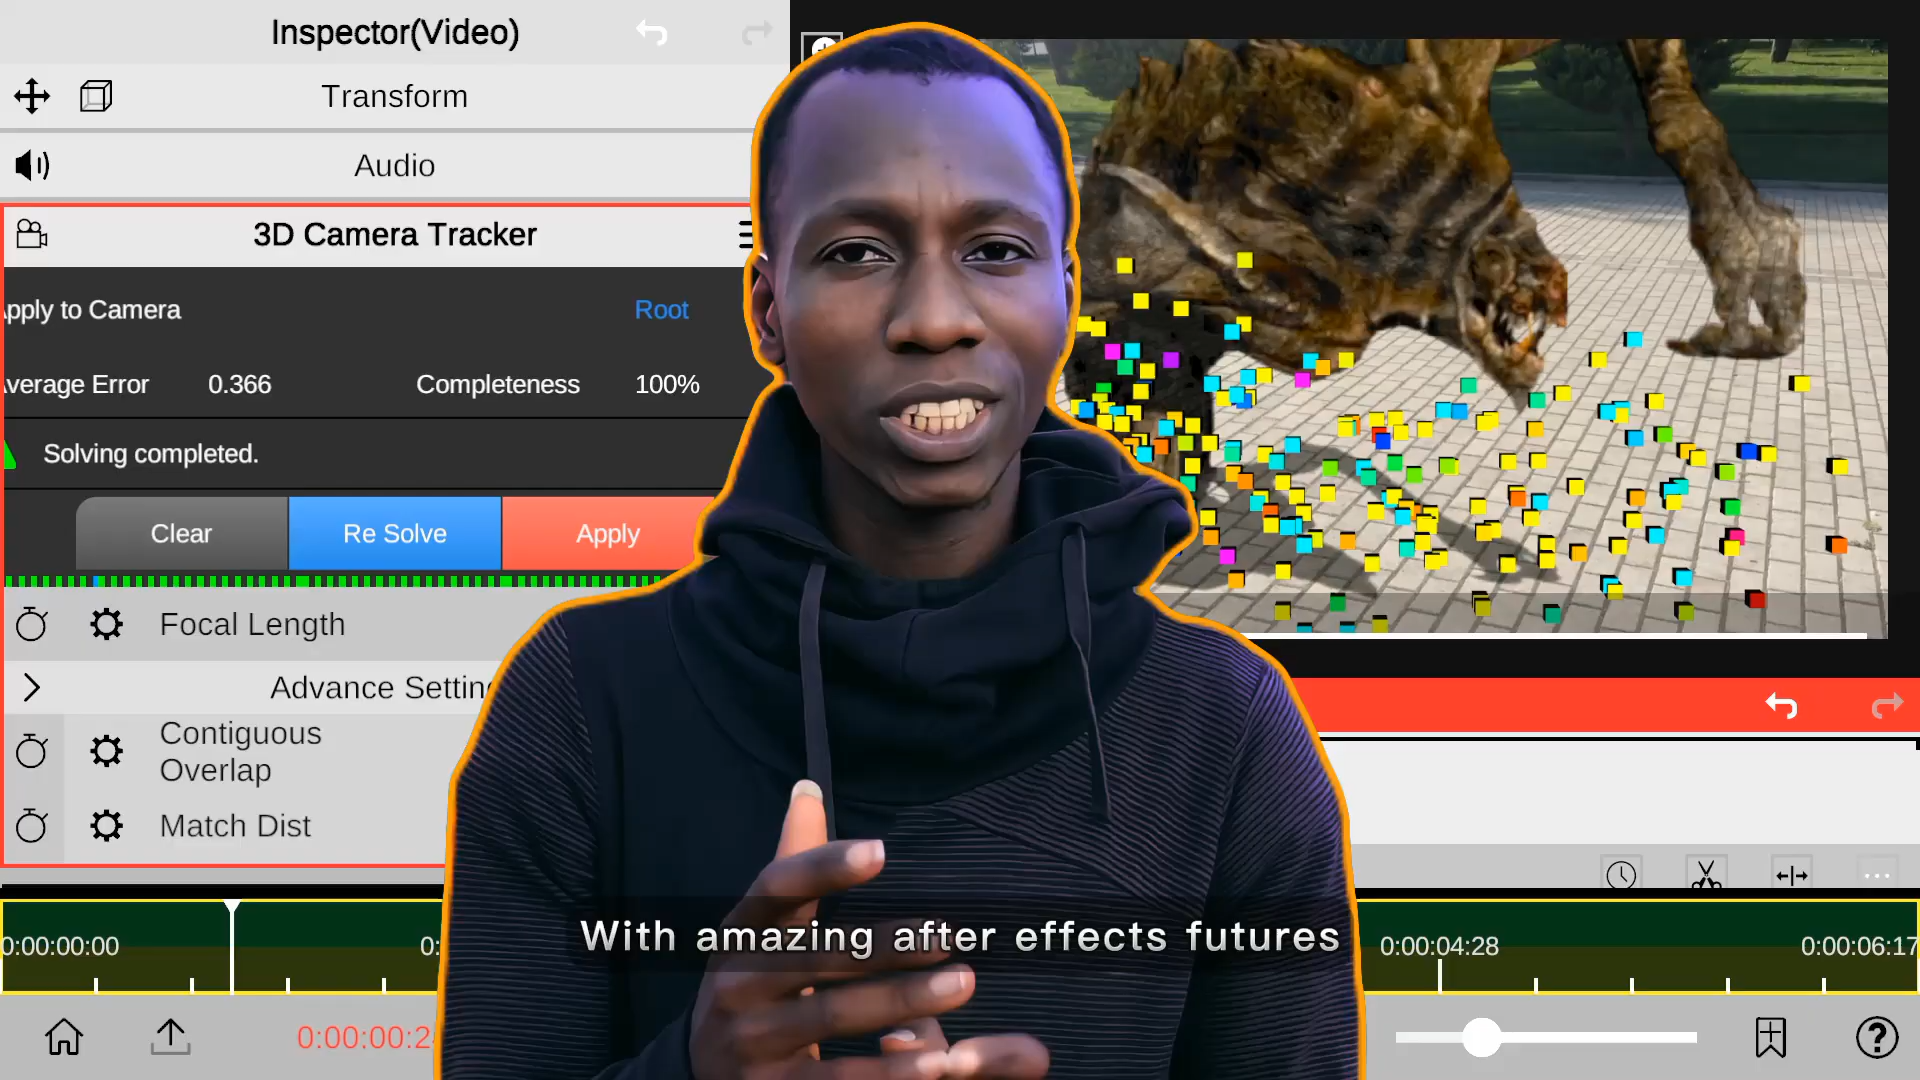 Inspector(Video)
Transform
Audio
3D Camera Tracker
pply to Camera Root
verage Error 0.366 Completeness 100%
Solving completed.
Clear Re Solve Apply
Focal Length
Advance Settin
Contiguous
Overlap
Match Dist
With amazing after effects futures
0:00:00:00 0: 0:00:04:28 0:00:06:17
0:00:00:2